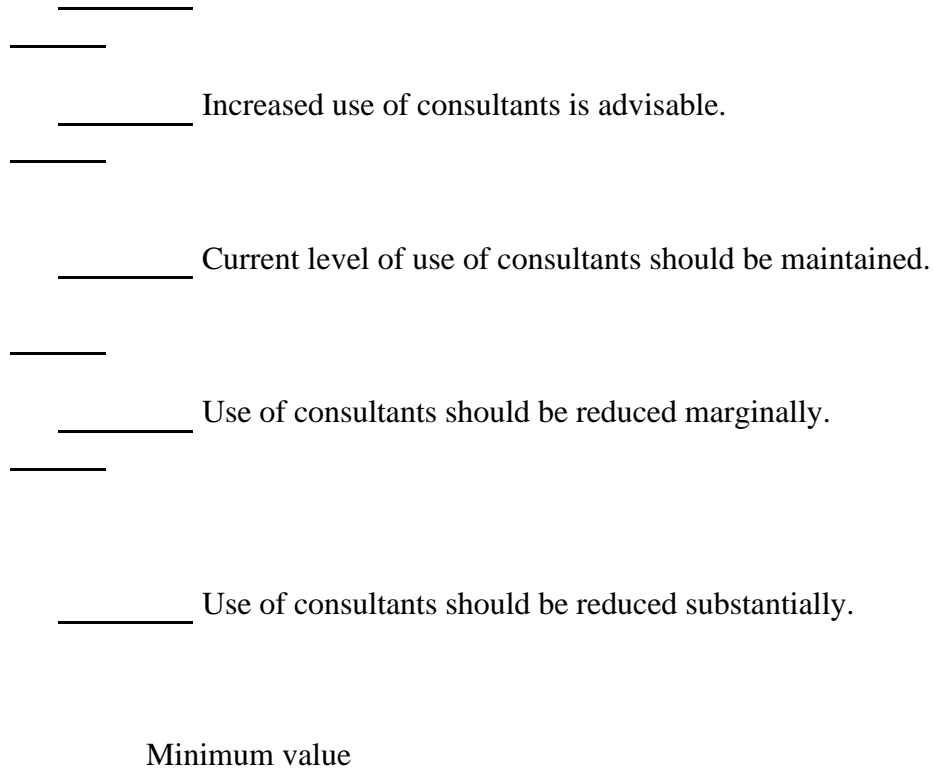 Increased use of consultants is advisable.
Current level of use of consultants should be maintained.
Use of consultants should be reduced marginally.
Use of consultants should be reduced substantially.
Minimum value